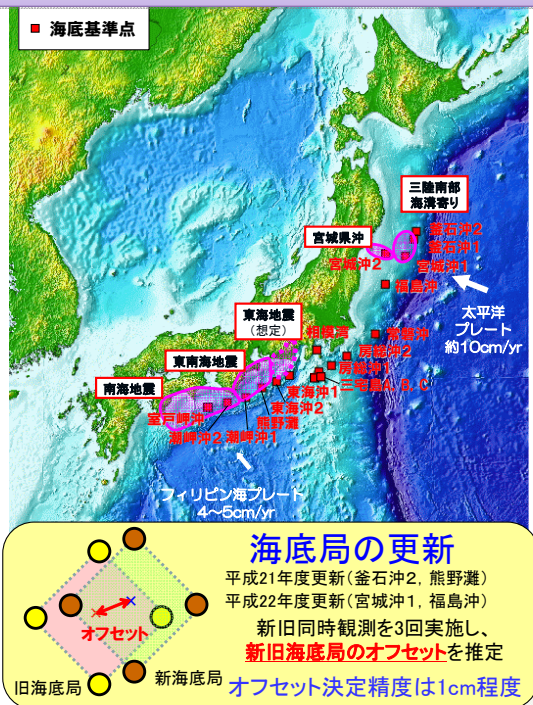 海底基準点
三陸南部
海溝寄り
釜石沖2
釜石沖1
宮城県沖
宮城沖2
宮城沖1
福島沖
太平洋
プレート
約10cm/yr
東海地震
(想定)
相模湾
常磐沖
房総沖2
房総沖1
東南海地震
三宅島A, B, C
南海地震
東海沖1
東海沖2
熊野灘
室戸岬沖
潮岬沖2
潮岬沖1
フィリピン海プレート
4~5cm/yr
海底局の更新
平成21年度更新(釜石沖2, 熊野灘)
平成22年度更新(宮城沖1, 福島沖)
新旧同時観測を3回実施し、
新旧海底局のオフセットを推定
オフセット
旧海底局
新海底局
オフセット決定精度は1cm程度